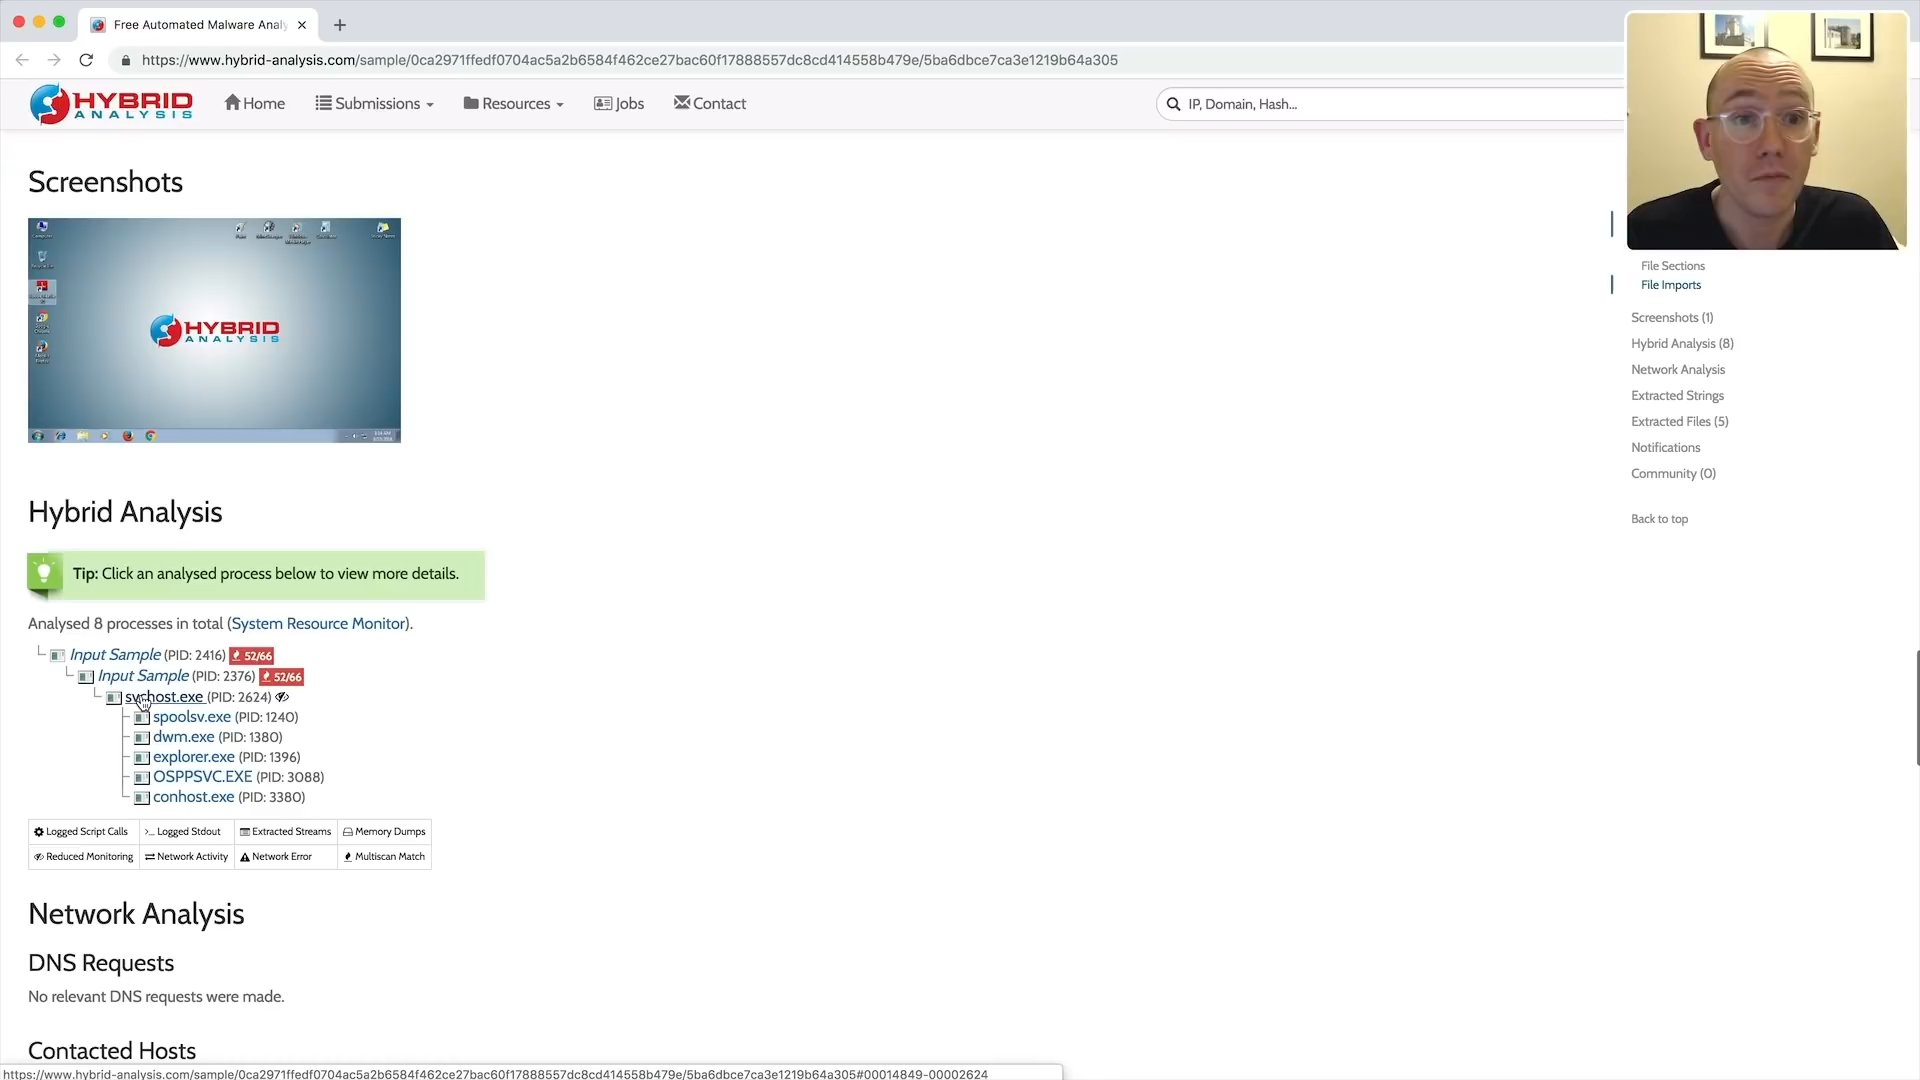 Free Automated Malware Analy
https://www.hybrid-analysis.com/sample/0ca2971ffedf0704ac5a2b6584f462ce27bac60f17888557dc8cd414558b479e/5ba6dbce7ca3e1219b64a305
HYBRID ANALYSIS
Home
Submissions
Resources
Jobs
Contact
IP, Domain, Hash...
Screenshots
HYBRID ANALYSIS
File Sections
File Imports
Screenshots (1)
Hybrid Analysis (8)
Network Analysis
Extracted Strings
Extracted Files (5)
Notifications
Community (0)
Back to top
Hybrid Analysis
Tip: Click an analysed process below to view more details.
Analysed 8 processes in total (System Resource Monitor).
Input Sample (PID: 2416) 52/66
Input Sample (PID: 2376) 52/66
svchost.exe (PID: 2624)
spoolsv.exe (PID: 1240)
dwm.exe (PID: 1380)
explorer.exe (PID: 1396)
OSPPSVC.EXE (PID: 3088)
conhost.exe (PID: 3380)
Logged Script Calls >_ Logged Stdout Extracted Streams Memory Dumps
Reduced Monitoring Network Activity Network Error Multiscan Match
Network Analysis
DNS Requests
No relevant DNS requests were made.
Contacted Hosts
https://www.hybrid-analysis.com/sample/0ca2971ffedf0704ac5a2b6584f462ce27bac60f17888557dc8cd414558b479e/5ba6dbce7ca3e1219b64a305#00014849-00002624